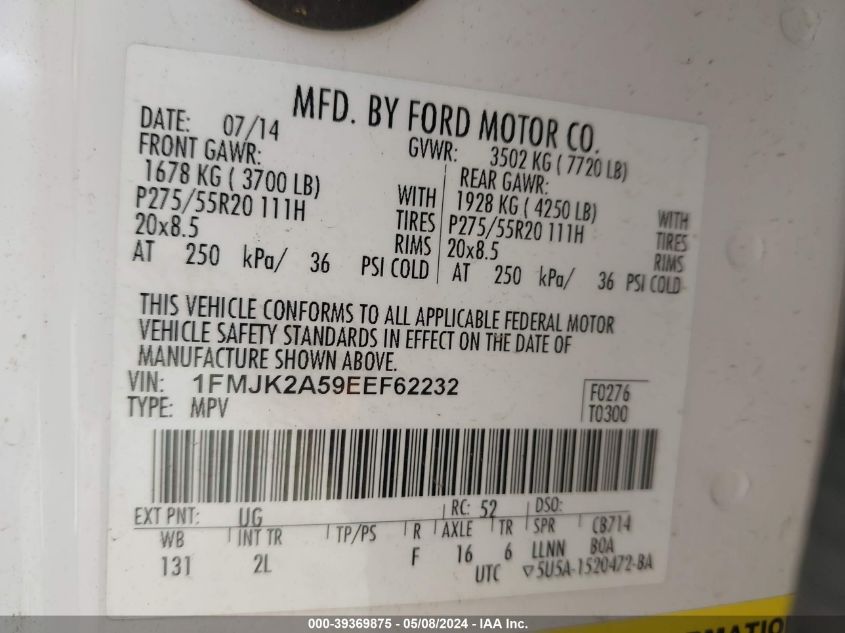 MFD. BY FORD MOTOR CO.
DATE: 07/14
GVWR: 3502 KG ( 7720 LB)
FRONT GAWR:
1678 KG ( 3700 LB)
P275/55R20 111H
20x8.5
WITH
TIRES
RIMS
AT 250 kPa/ 36 PSI COLD
REAR GAWR:
1928 KG ( 4250 LB)
P275/55R20 111H
20x8.5
WITH
TIRES
RIMS
AT 250 kPa/ 36 PSI COLD
THIS VEHICLE CONFORMS TO ALL APPLICABLE FEDERAL MOTOR
VEHICLE SAFETY STANDARDS IN EFFECT ON THE DATE OF
MANUFACTURE SHOWN ABOVE.
VIN: 1FMJK2A59EEF62232
TYPE: MPV
F0276
T0300
EXT PNT: UG RC: 52 DSO:
WB INT TR TP/PS R AXLE TR SPR CB714
131 2L F 16 6 LLNN BOA
UTC ▽5U5A-1520472-BA
000-39369875 - 05/08/2024 - IAA Inc.